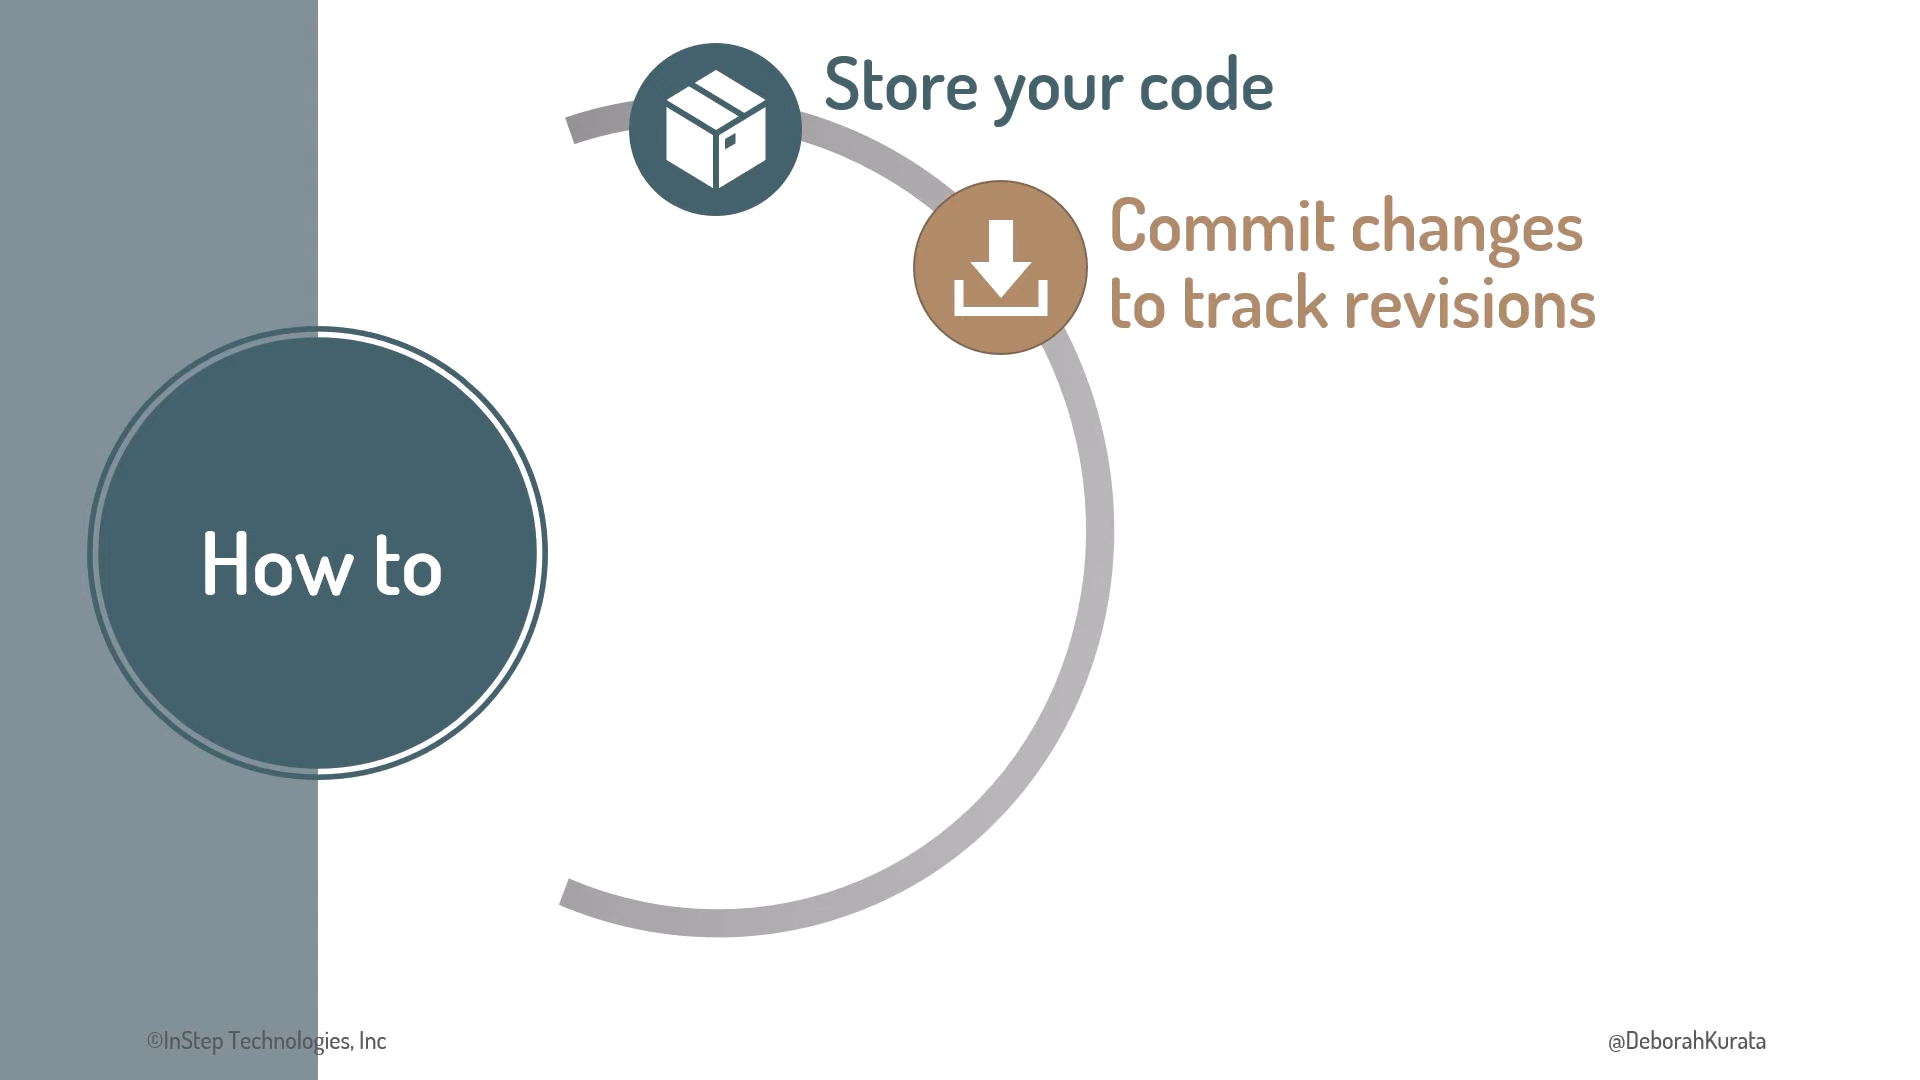 Store your code
Commit changes
to track revisions
How to
©InStep Technologies, Inc
@DeborahKurata